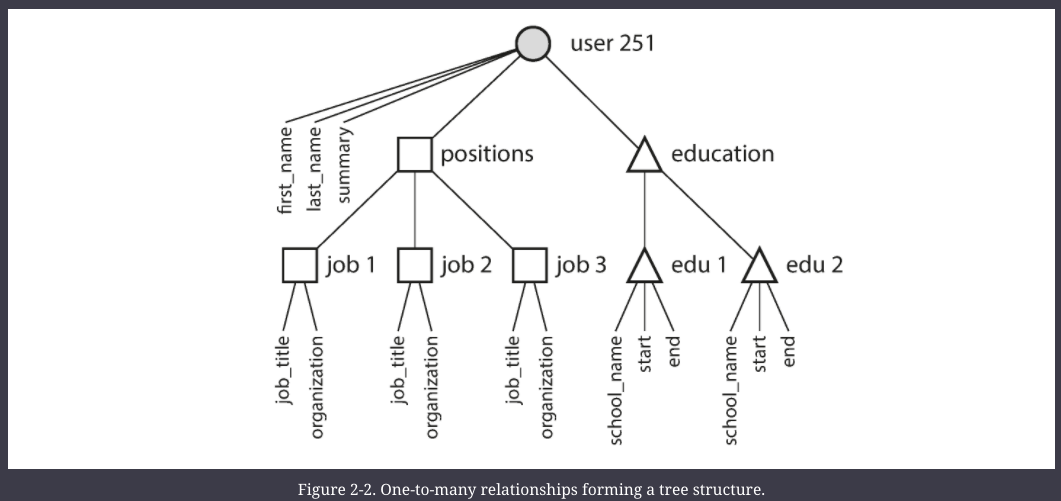 user 251
first_name
last_name
summary
positions
education
job 1
job 2
job 3
edu 1
edu 2
job_title
organization
job_title
organization
job_title
organization
school_name
start
end
school_name
start
end
Figure 2-2. One-to-many relationships forming a tree structure.